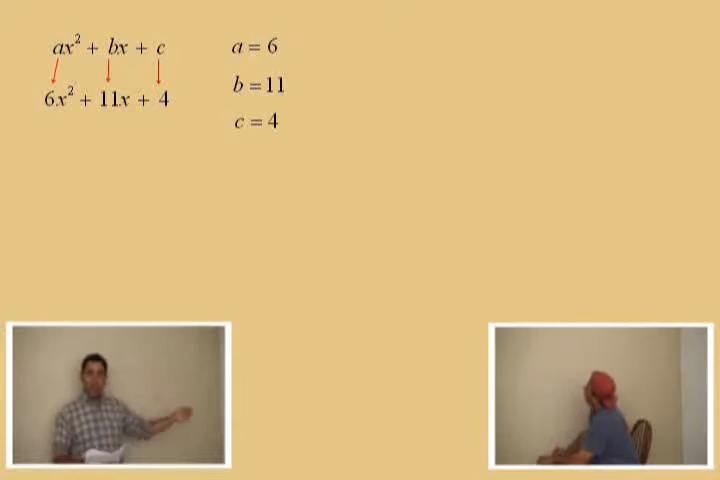 ax² + bx + c
6x² + 11x + 4
a = 6
b = 11
c = 4